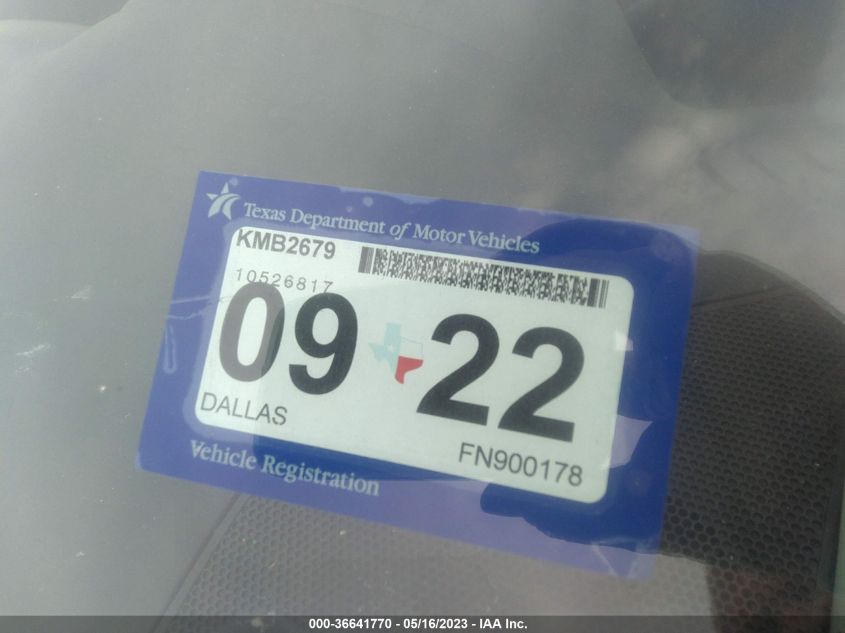 Texas Department of Motor Vehicles
KMB2679
10526817
09 22
DALLAS
FN900178
Vehicle Registration
000-36641770 - 05/16/2023 - IAA Inc.